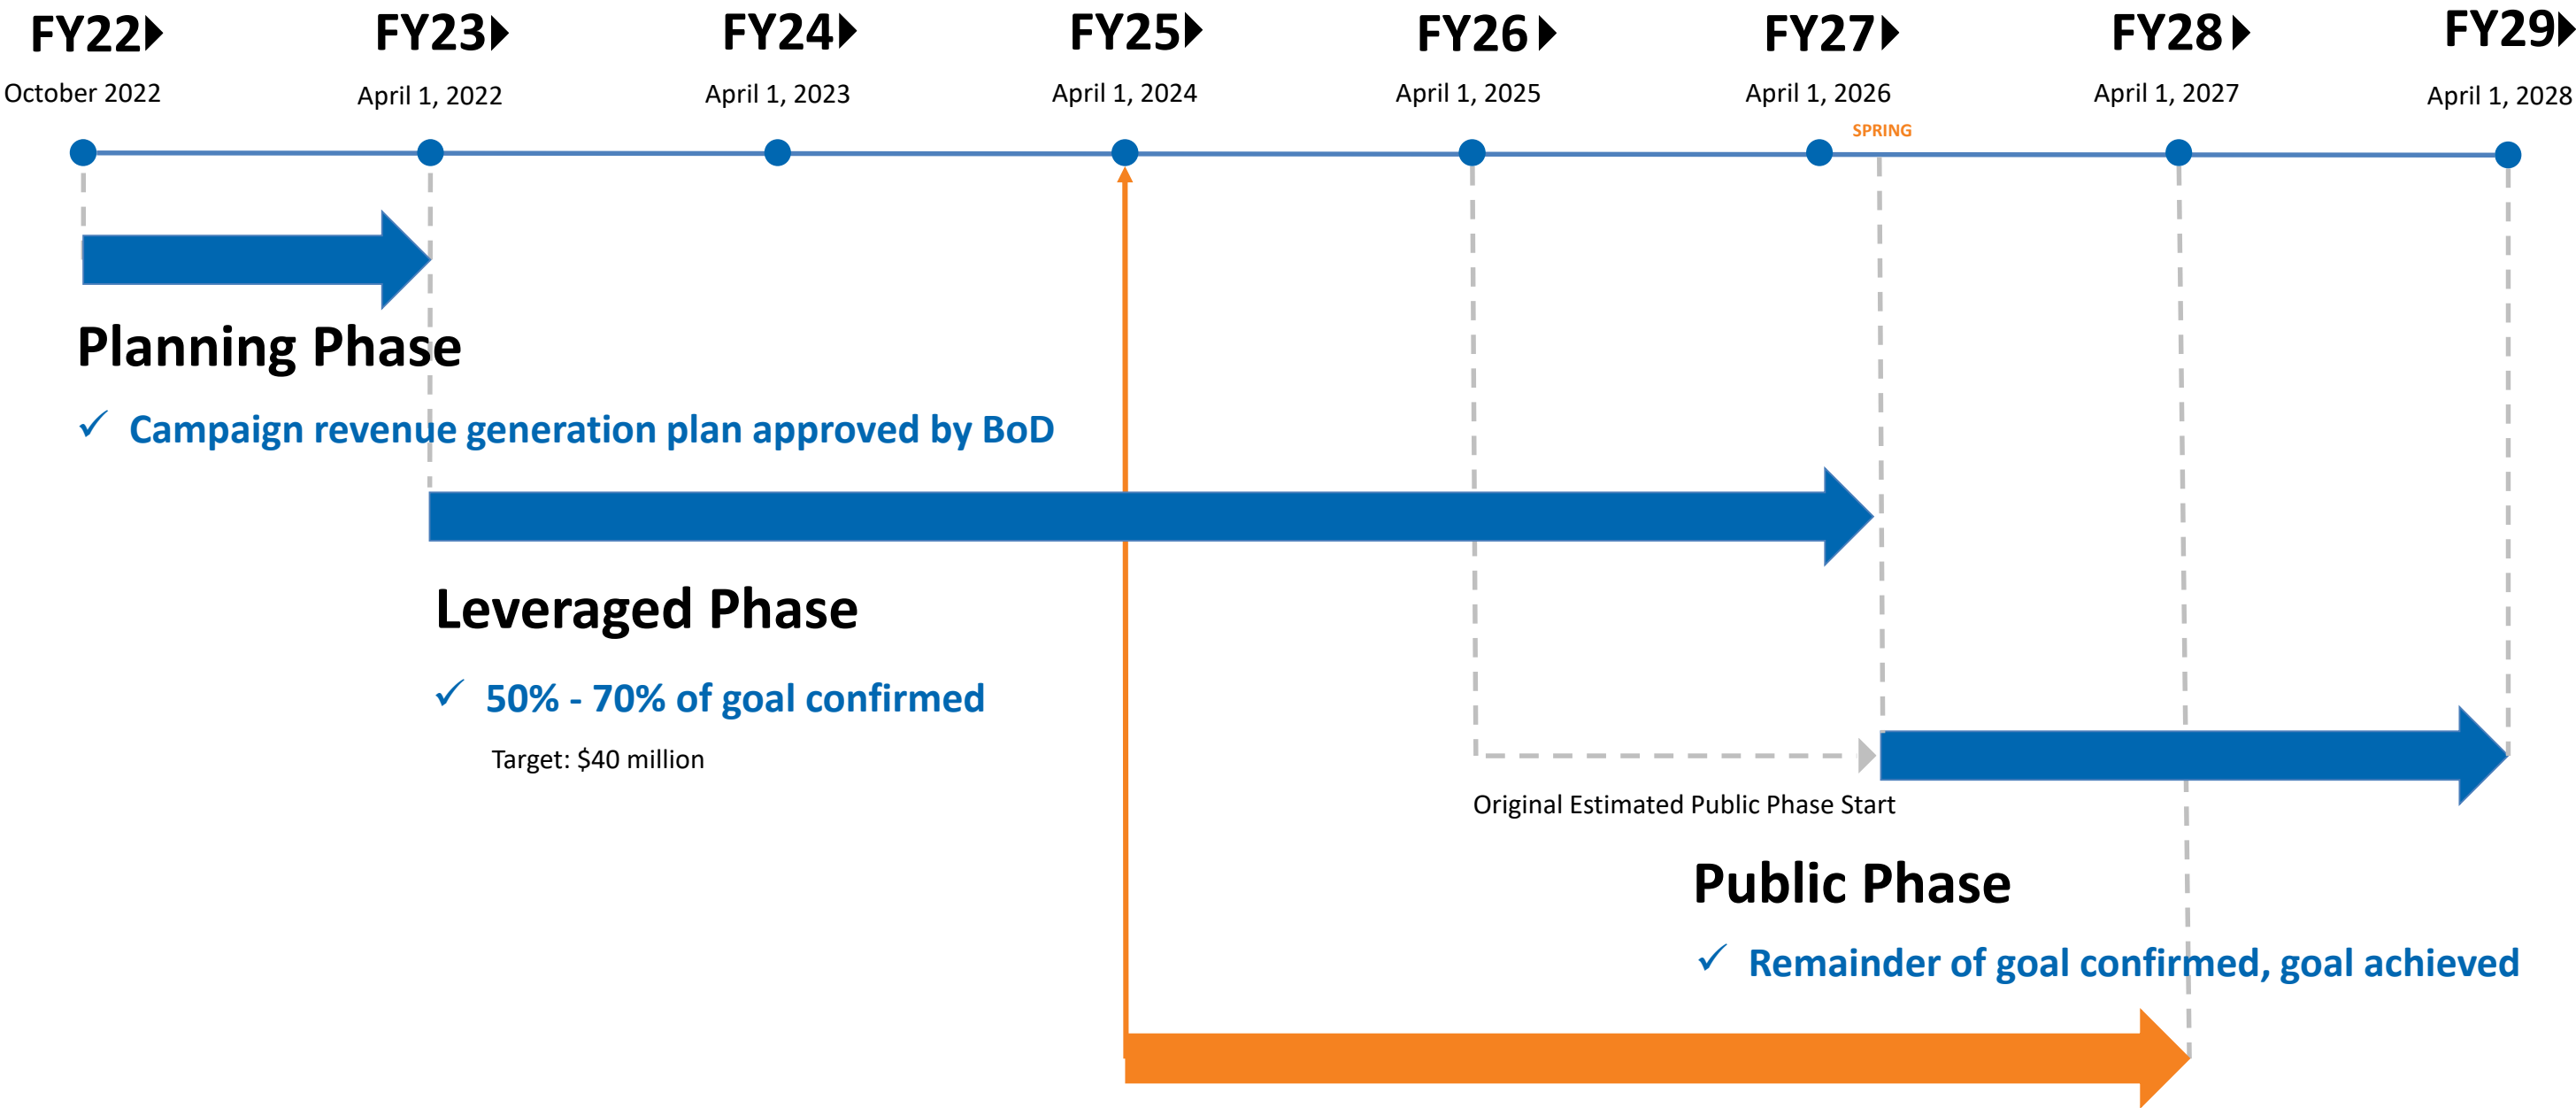 FY22 FY23 FY24 FY25 FY26 FY27 FY28 FY29
October 2022 April 1, 2022 April 1, 2023 April 1, 2024 April 1, 2025 April 1, 2026 April 1, 2027 April 1, 2028
SPRING
Planning Phase
✓ Campaign revenue generation plan approved by BoD
Leveraged Phase
✓ 50% - 70% of goal confirmed
Target: $40 million
Original Estimated Public Phase Start
Public Phase
✓ Remainder of goal confirmed, goal achieved